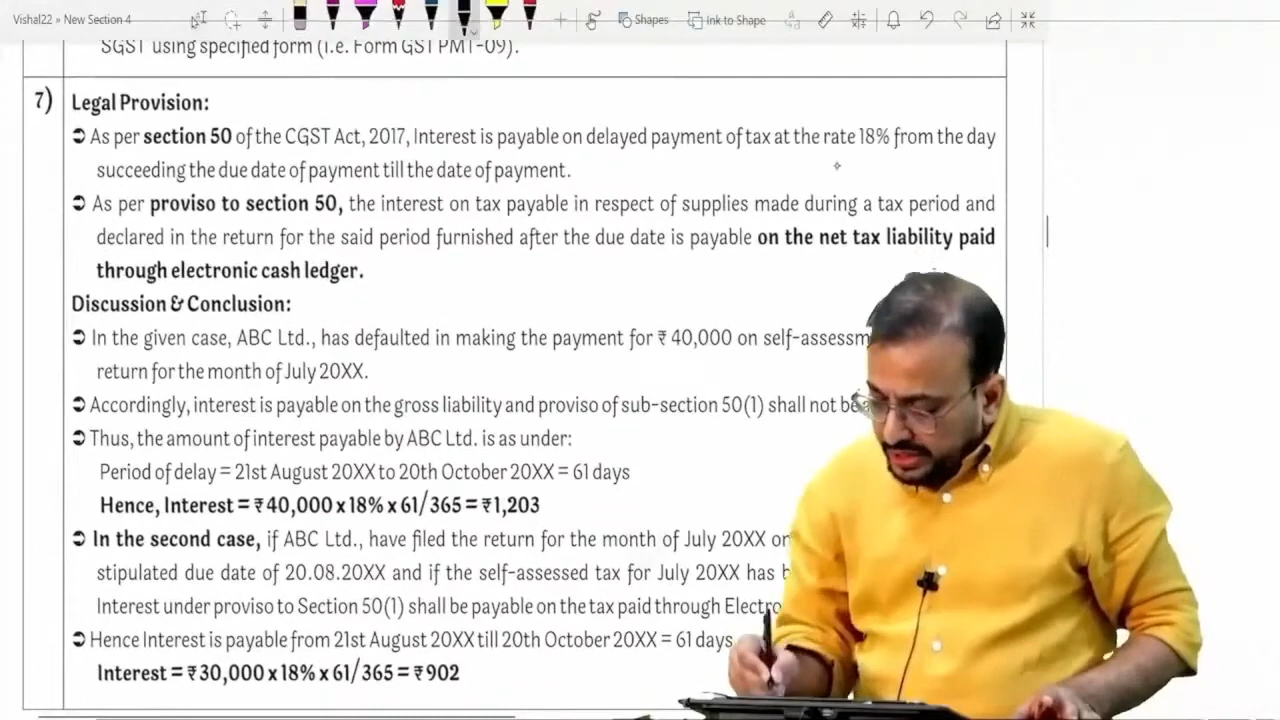 Vishal22 » New Section 4
Shapes
Ink to Shape
SGST using specified form (i.e. Form GST PMT-09).
7)
Legal Provision:
➲ As per section 50 of the CGST Act, 2017, Interest is payable on delayed payment of tax at the rate 18% from the day
succeeding the due date of payment till the date of payment.
➲ As per proviso to section 50, the interest on tax payable in respect of supplies made during a tax period and
declared in the return for the said period furnished after the due date is payable on the net tax liability paid
through electronic cash ledger.
Discussion & Conclusion:
➲ In the given case, ABC Ltd., has defaulted in making the payment for ₹ 40,000 on self-assessm
return for the month of July 20XX.
➲ Accordingly, interest is payable on the gross liability and proviso of sub-section 50(1) shall not be
➲ Thus, the amount of interest payable by ABC Ltd. is as under:
Period of delay = 21st August 20XX to 20th October 20XX = 61 days
Hence, Interest = ₹40,000 x 18% x 61/365 = ₹1,203
➲ In the second case, if ABC Ltd., have filed the return for the month of July 20XX on
stipulated due date of 20.08.20XX and if the self-assessed tax for July 20XX has b
Interest under proviso to Section 50(1) shall be payable on the tax paid through Electro
➲ Hence Interest is payable from 21st August 20XX till 20th October 20XX = 61 days
Interest = ₹30,000 x 18% x 61/365 = ₹902